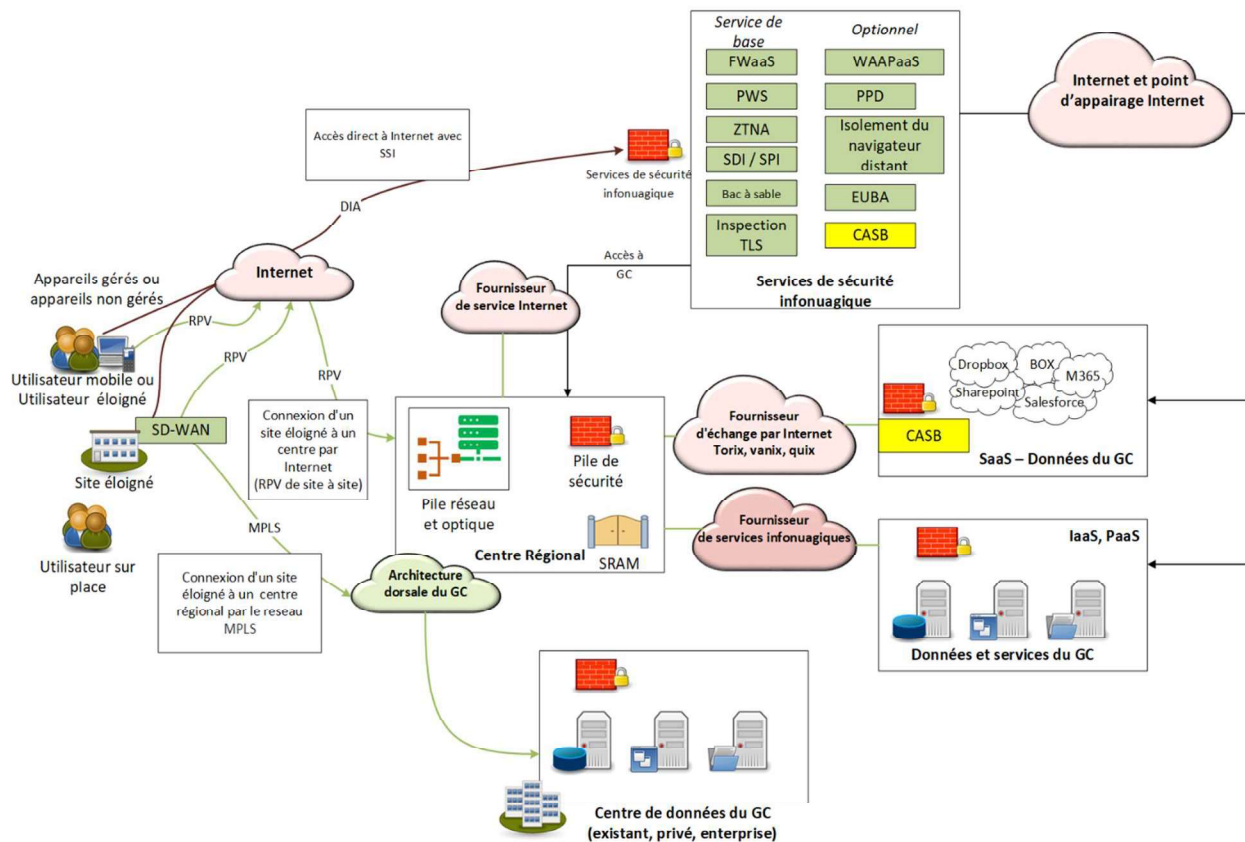 Service de
base
Optionnel
FWaaS
WAAPaaS
PWS
PPD
ZTNA
Isolement du
navigateur
distant
SDI / SPI
Bac à sable
EUBA
Inspection
TLS
CASB
Services de sécurité
infonuagique
Internet et point
d'appairage Internet
Accès direct à Internet avec
SSI
Services de sécurité
infonuagique
DIA
Accès à
GC
Internet
Appareils gérés ou
appareils non gérés
RPV
Utilisateur mobile ou
Utilisateur éloigné
RPV
RPV
Fournisseur
de service Internet
SD-WAN
Site éloigné
Connexion d'un
site éloigné à un
centre par
Internet
(RPV de site à site)
Pile réseau
et optique
Pile de
sécurité
Centre Régional
SRAM
Fournisseur
d'échange par Internet
Torix, vanix, quix
Dropbox
BOX
M365
Sharepoint
Salesforce
CASB
SaaS – Données du GC
Fournisseur
de services infonuagiques
IaaS, PaaS
Données et services du GC
MPLS
Utilisateur sur
place
Connexion d'un site
éloigné à un centre
régional par le reseau
MPLS
Architecture
dorsale du GC
Centre de données du GC
(existant, privé, enterprise)